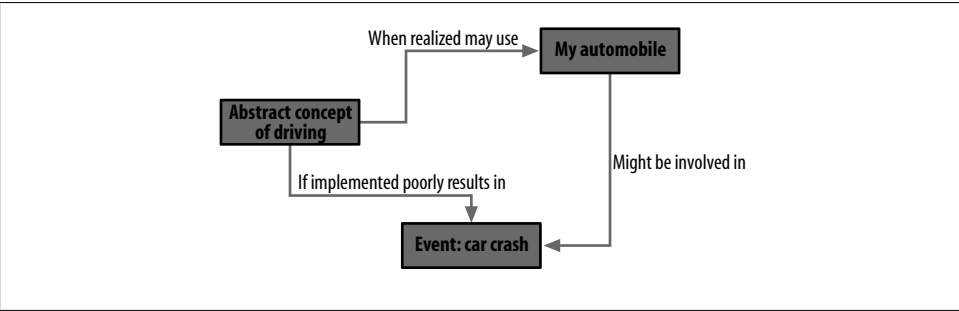 When realized may use
My automobile
Abstract concept
of driving
Might be involved in
If implemented poorly results in
Event: car crash